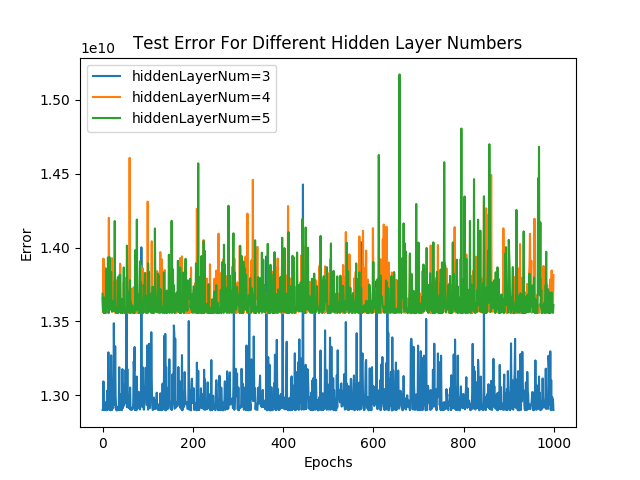 Test Error For Different Hidden Layer Numbers
1e10
hiddenLayerNum=3
hiddenLayerNum=4
hiddenLayerNum=5
1.50
1.45
1.40
1.35
1.30
Error
0 200 400 600 800 1000
Epochs